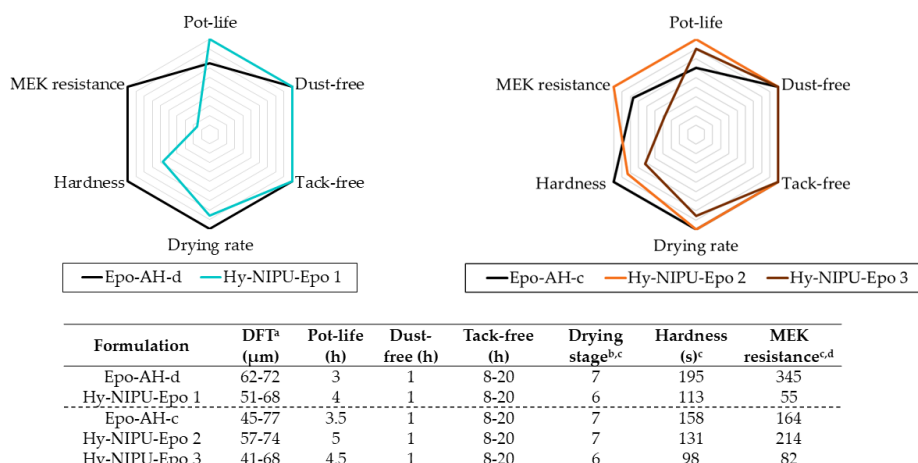 Pot-life
MEK resistance
Dust-free
Hardness
Tack-free
Drying rate
Epo-AH-d Hy-NIPU-Epo 1
Pot-life
MEK resistance
Dust-free
Hardness
Tack-free
Drying rate
Epo-AH-c Hy-NIPU-Epo 2 Hy-NIPU-Epo 3
Formulation DFTᵃ (μm) Pot-life (h) Dust-free (h) Tack-free (h) Drying stageᵇ,ᶜ Hardness (s)ᶜ MEK resistanceᶜ,ᵈ
Epo-AH-d 62-72 3 1 8-20 7 195 345
Hy-NIPU-Epo 1 51-68 4 1 8-20 6 113 55
Epo-AH-c 45-77 3.5 1 8-20 7 158 164
Hy-NIPU-Epo 2 57-74 5 1 8-20 7 131 214
Hy-NIPU-Epo 3 41-68 4.5 1 8-20 6 98 82